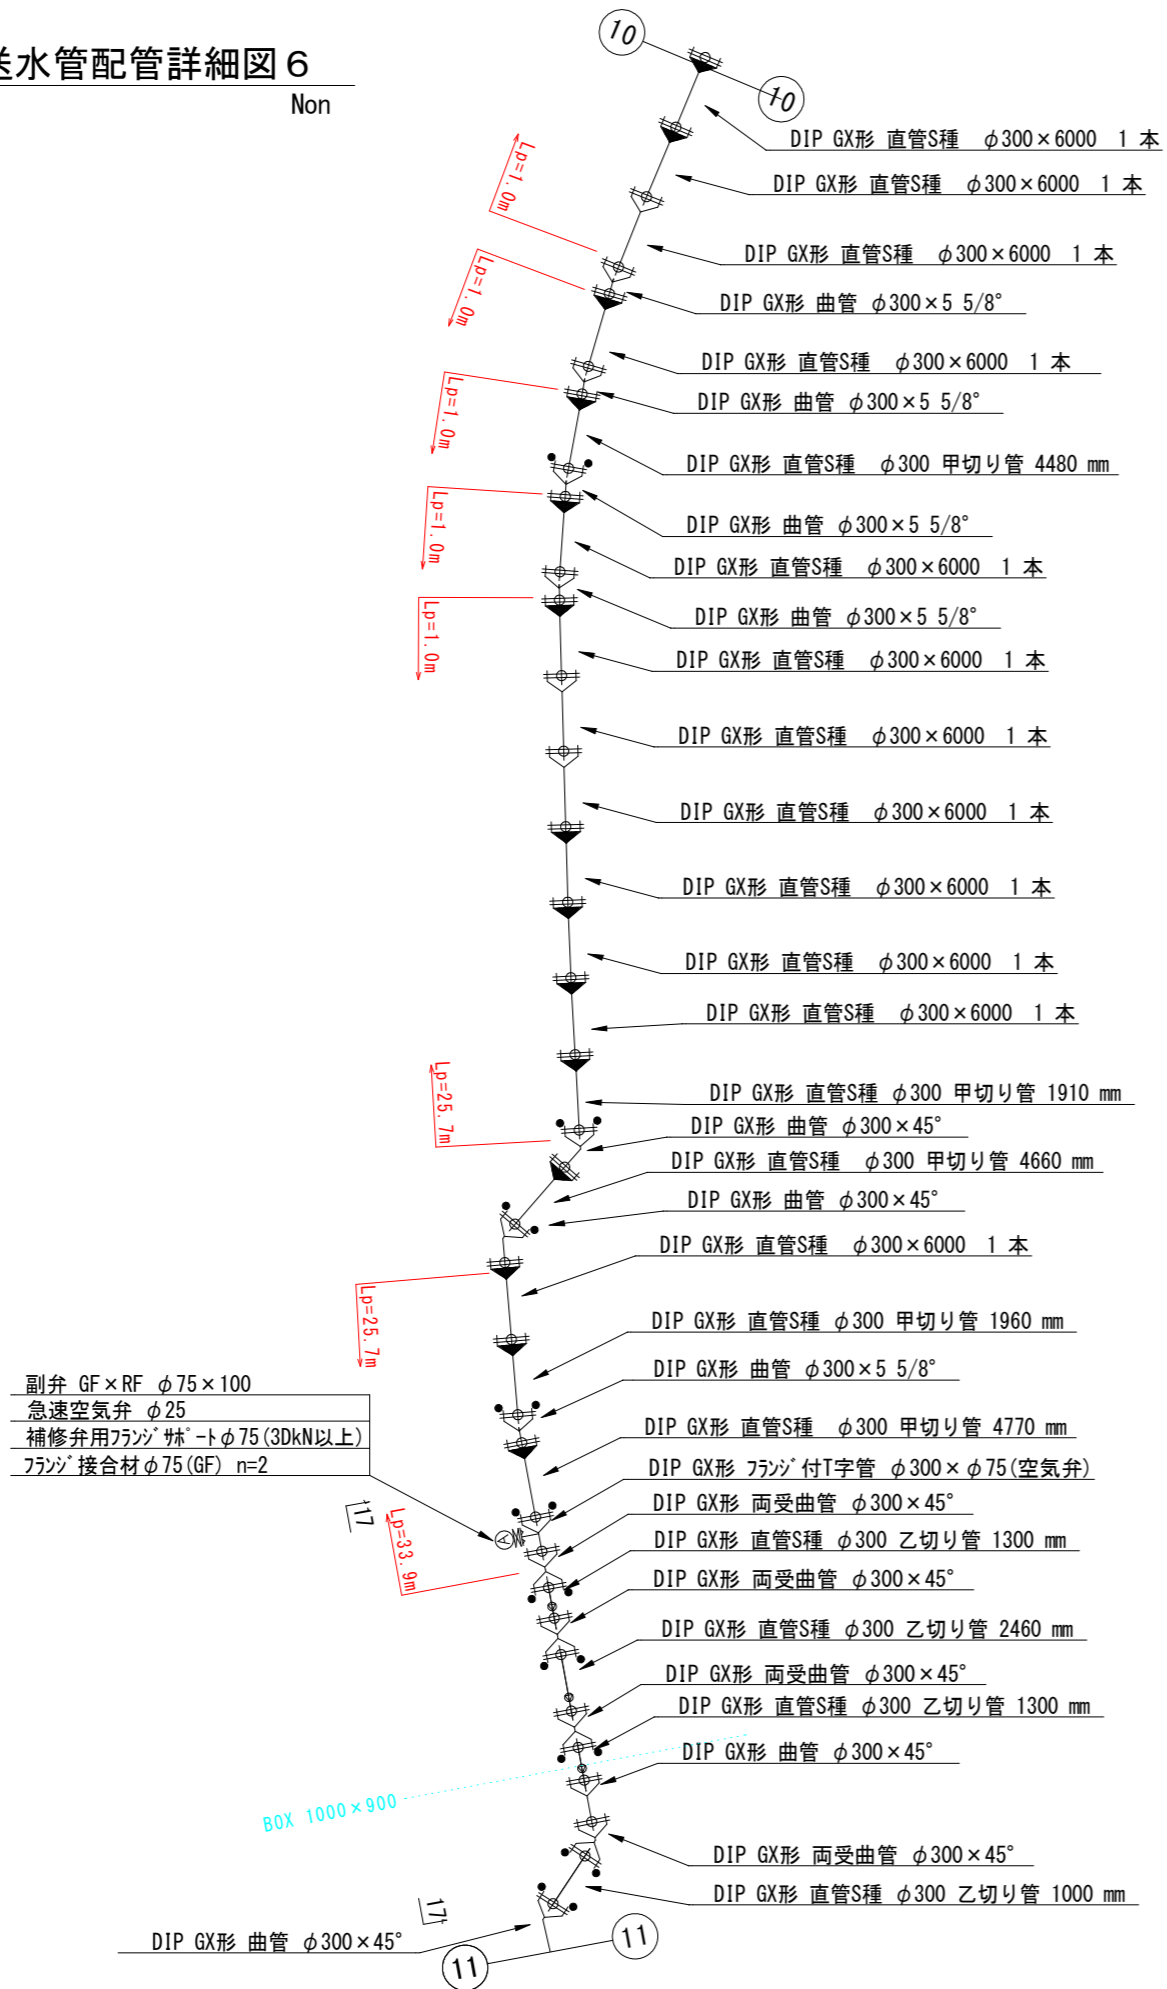 送水管配管詳細図6
Non
10
10
DIP GX形 直管S種 φ300×6000 1 本
DIP GX形 直管S種 φ300×6000 1 本
Lp=1.0m
DIP GX形 直管S種 φ300×6000 1 本
Lp=1.0m
DIP GX形 曲管 φ300×5 5/8°
DIP GX形 直管S種 φ300×6000 1 本
Lp=1.0m
DIP GX形 曲管 φ300×5 5/8°
DIP GX形 直管S種 φ300 甲切り管 4480 mm
Lp=1.0m
DIP GX形 曲管 φ300×5 5/8°
DIP GX形 直管S種 φ300×6000 1 本
Lp=1.0m
DIP GX形 曲管 φ300×5 5/8°
DIP GX形 直管S種 φ300×6000 1 本
DIP GX形 直管S種 φ300×6000 1 本
DIP GX形 直管S種 φ300×6000 1 本
DIP GX形 直管S種 φ300×6000 1 本
DIP GX形 直管S種 φ300×6000 1 本
DIP GX形 直管S種 φ300×6000 1 本
Lp=25.7m
DIP GX形 直管S種 φ300 甲切り管 1910 mm
DIP GX形 曲管 φ300×45°
DIP GX形 直管S種 φ300 甲切り管 4660 mm
DIP GX形 曲管 φ300×45°
DIP GX形 直管S種 φ300×6000 1 本
Lp=25.7m
DIP GX形 直管S種 φ300 甲切り管 1960 mm
DIP GX形 曲管 φ300×5 5/8°
副弁 GF×RF φ75×100
急速空気弁 φ25
補修弁用フランジサポートφ75(3DkN以上)
フランジ接合材φ75(GF) n=2
DIP GX形 直管S種 φ300 甲切り管 4770 mm
DIP GX形 フランジ付T字管 φ300×φ75(空気弁)
17
A
Lp=33.9m
DIP GX形 両受曲管 φ300×45°
DIP GX形 直管S種 φ300 乙切り管 1300 mm
DIP GX形 両受曲管 φ300×45°
DIP GX形 直管S種 φ300 乙切り管 2460 mm
DIP GX形 両受曲管 φ300×45°
DIP GX形 直管S種 φ300 乙切り管 1300 mm
DIP GX形 曲管 φ300×45°
BOX 1000×900
DIP GX形 両受曲管 φ300×45°
DIP GX形 直管S種 φ300 乙切り管 1000 mm
17
DIP GX形 曲管 φ300×45°
11
11